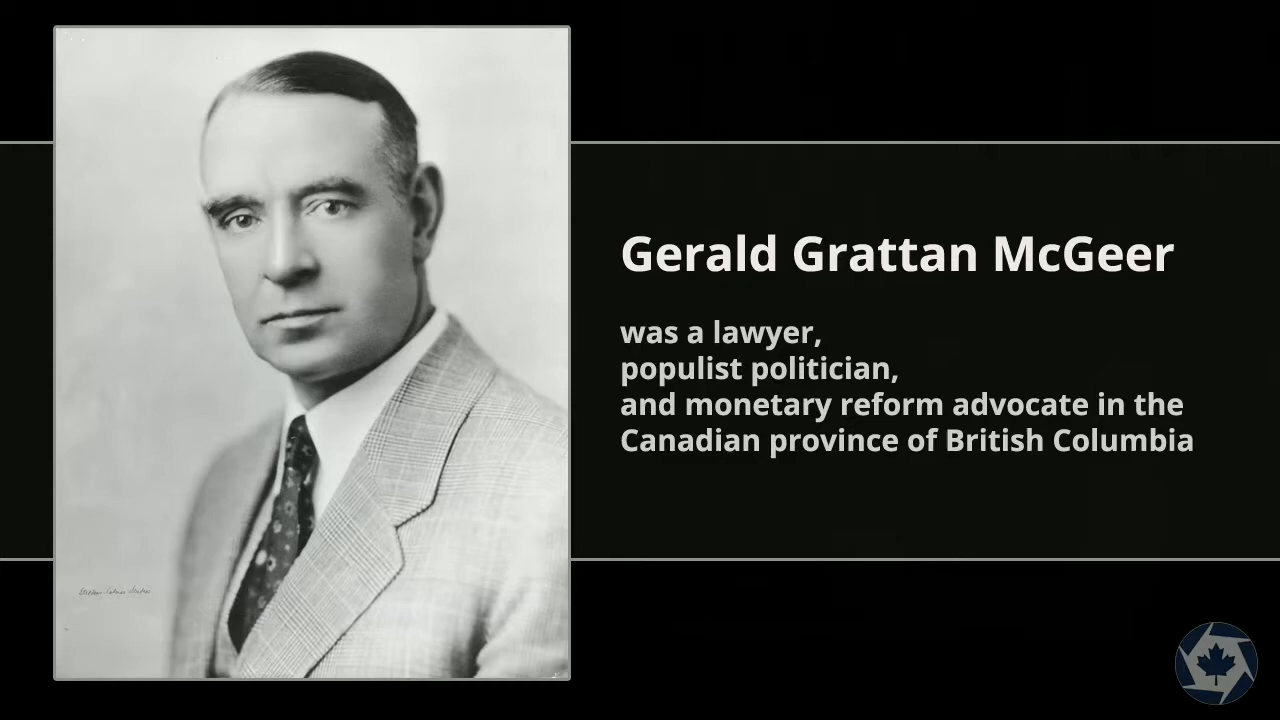 Gerald Grattan McGeer
was a lawyer,
populist politician,
and monetary reform advocate in the
Canadian province of British Columbia